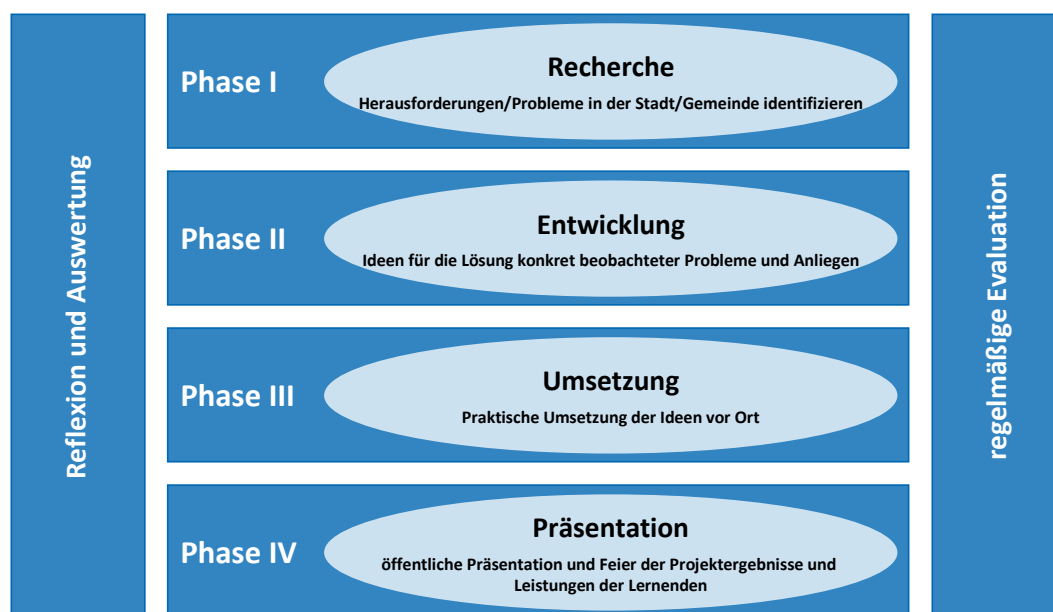 Reflexion und Auswertung
Phase I
Recherche
Herausforderungen/Probleme in der Stadt/Gemeinde identifizieren
Phase II
Entwicklung
Ideen für die Lösung konkret beobachteter Probleme und Anliegen
Phase III
Umsetzung
Praktische Umsetzung der Ideen vor Ort
Phase IV
Präsentation
öffentliche Präsentation und Feier der Projektergebnisse und
Leistungen der Lernenden
regelmäßige Evaluation